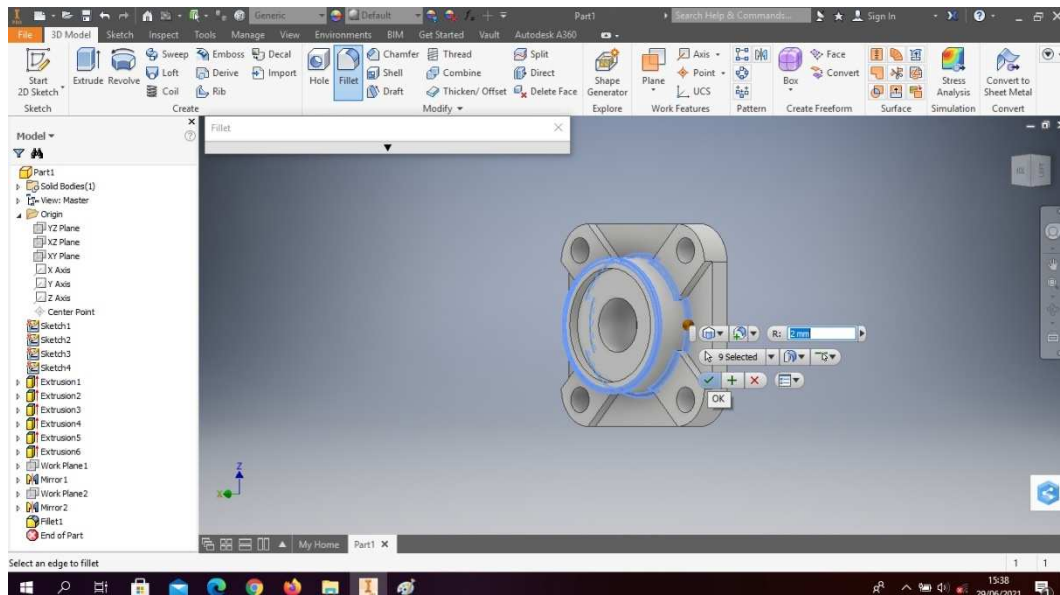 Generic
Default
Part1
Search Help & Commands...
Sign In
File 3D Model Sketch Inspect Tools Manage View Environments BIM Get Started Vault Autodesk A360
Start
2D Sketch
Extrude
Revolve
Sweep
Loft
Coil
Emboss
Derive
Rib
Decal
Import
Hole
Fillet
Chamfer
Shell
Draft
Thread
Combine
Thicken/ Offset
Split
Direct
Delete Face
Shape
Generator
Plane
Axis
Point
UCS
Box
Face
Convert
Stress
Analysis
Convert to
Sheet Metal
Sketch Create Modify Explore Work Features Pattern Create Freeform Surface Simulation Convert
Model
Part1
Solid Bodies(1)
View: Master
Origin
YZ Plane
XZ Plane
XY Plane
X Axis
Y Axis
Z Axis
Center Point
Sketch1
Sketch2
Sketch3
Sketch4
Extrusion1
Extrusion2
Extrusion3
Extrusion4
Extrusion5
Extrusion6
Work Plane1
Mirror1
Work Plane2
Mirror2
Fillet1
End of Part
Fillet
LEFT
R: 2 mm
9 Selected
OK
Z
X
My Home Part1
Select an edge to fillet
1 1
15:38
29/06/2021